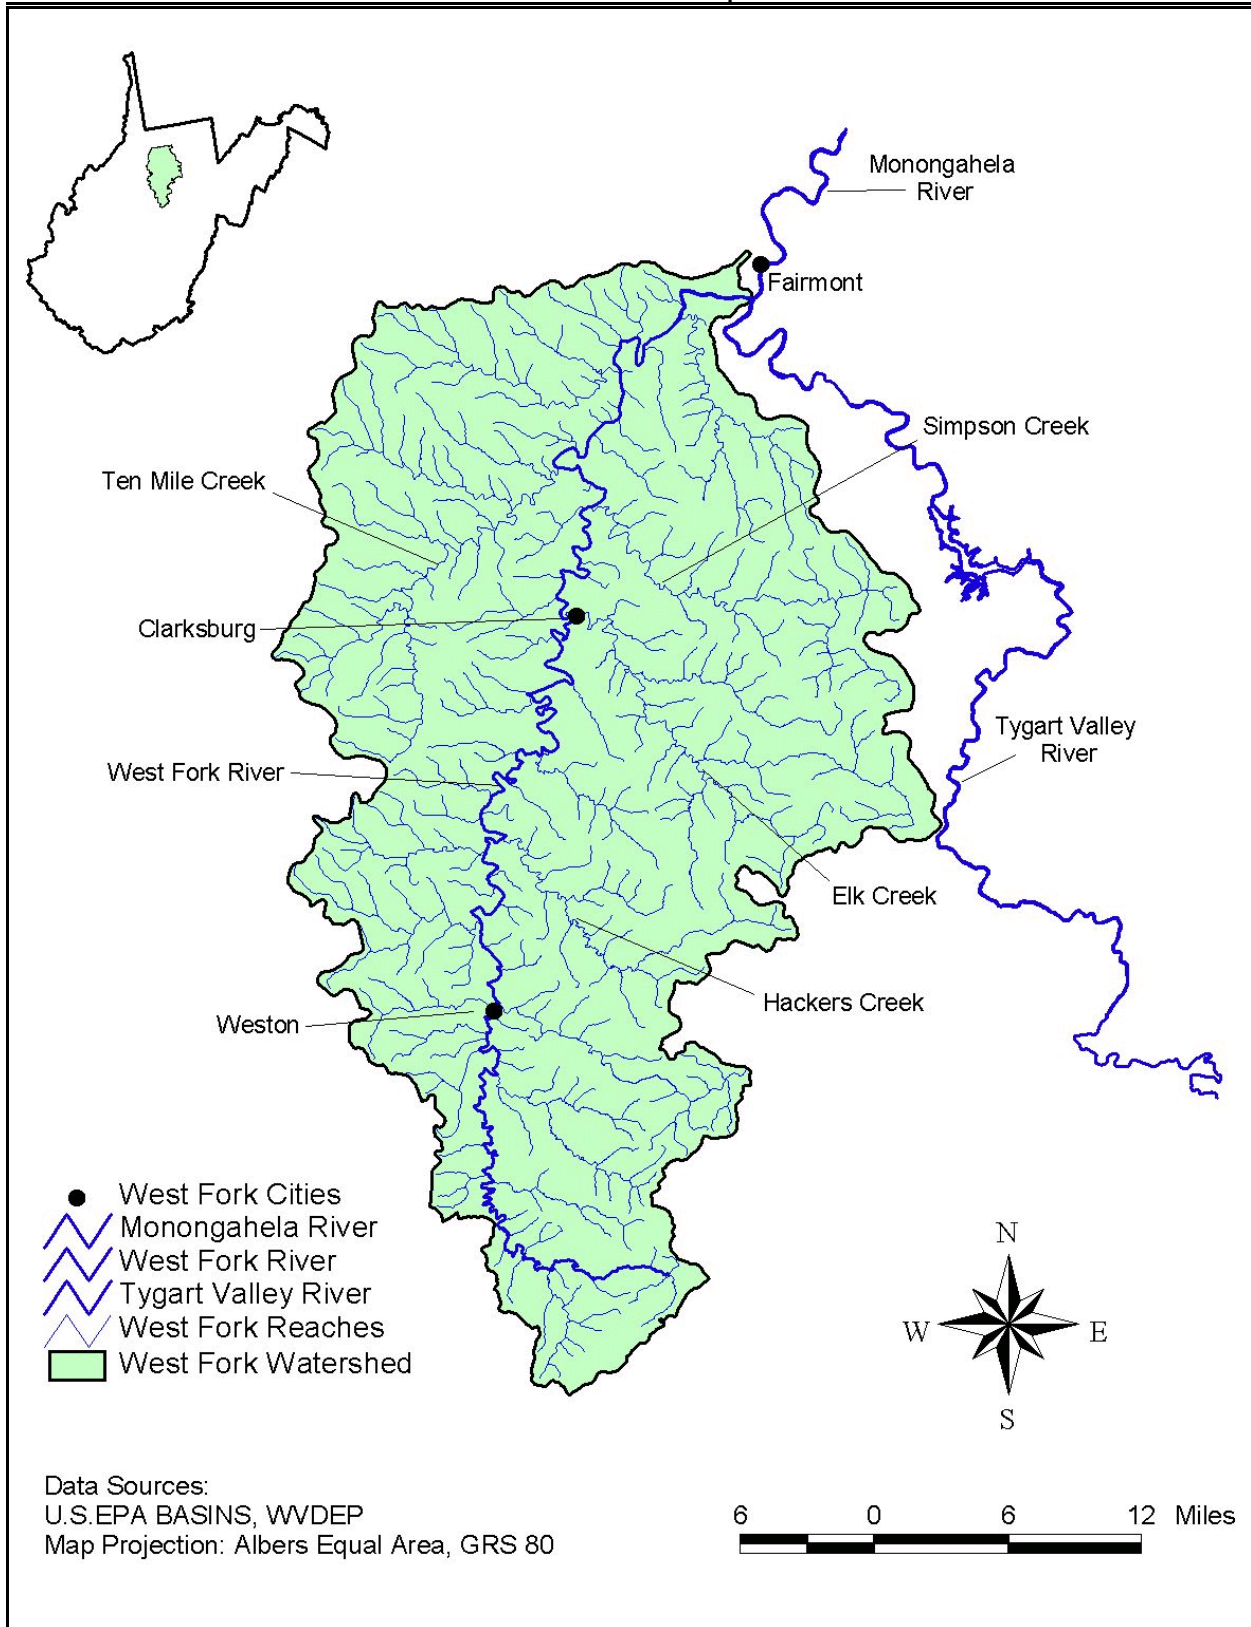 Monongahela
River
Fairmont
Simpson Creek
Ten Mile Creek
Clarksburg
Tygart Valley
River
West Fork River
Elk Creek
Hackers Creek
Weston
West Fork Cities
Monongahela River
West Fork River
Tygart Valley River
West Fork Reaches
West Fork Watershed
N
W
E
S
Data Sources:
U.S.EPA BASINS, WVDEP
Map Projection: Albers Equal Area, GRS 80
6 0 6 12 Miles